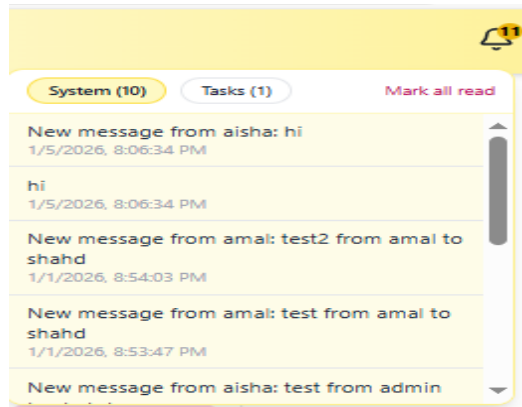 11
System (10)
Tasks (1)
Mark all read
New message from aisha: hi
1/5/2026, 8:06:34 PM
hi
1/5/2026, 8:06:34 PM
New message from amal: test2 from amal to
shahd
1/1/2026, 8:54:03 PM
New message from amal: test from amal to
shahd
1/1/2026, 8:53:47 PM
New message from aisha: test from admin